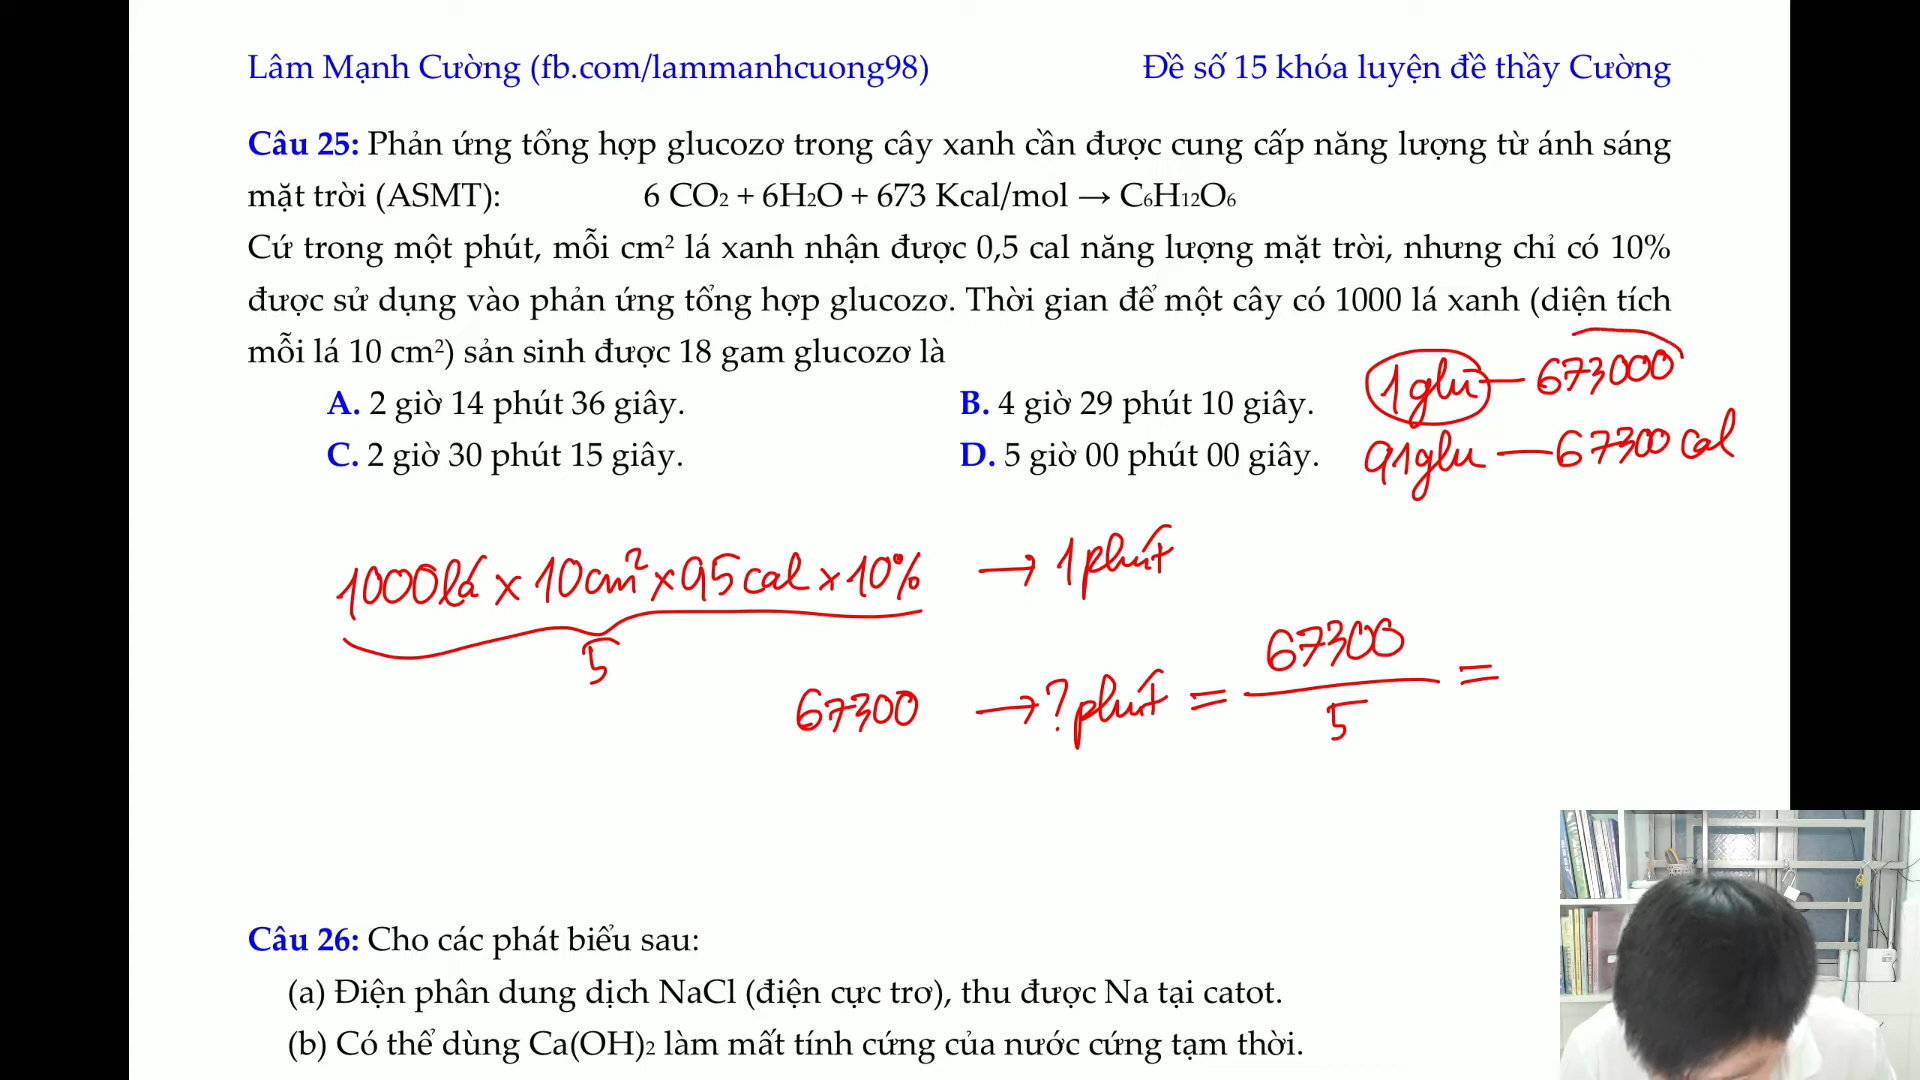 Lâm Mạnh Cường (fb.com/lammanhcuong98) Đề số 15 khóa luyện đề thầy Cường
Câu 25: Phản ứng tổng hợp glucozơ trong cây xanh cần được cung cấp năng lượng từ ánh sáng
mặt trời (ASMT): 6 CO₂ + 6H₂O + 673 Kcal/mol → C₆H₁₂O₆
Cứ trong một phút, mỗi cm² lá xanh nhận được 0,5 cal năng lượng mặt trời, nhưng chỉ có 10%
được sử dụng vào phản ứng tổng hợp glucozơ. Thời gian để một cây có 1000 lá xanh (diện tích
mỗi lá 10 cm²) sản sinh được 18 gam glucozơ là
1glu — 673000
A. 2 giờ 14 phút 36 giây. B. 4 giờ 29 phút 10 giây.
C. 2 giờ 30 phút 15 giây. D. 5 giờ 00 phút 00 giây.
0,1glu — 67300 cal
1000lá × 10cm² × 0,5cal × 10% → 1phút
5
67300 → ? phút = 67300 / 5 =
Câu 26: Cho các phát biểu sau:
(a) Điện phân dung dịch NaCl (điện cực trơ), thu được Na tại catot.
(b) Có thể dùng Ca(OH)₂ làm mất tính cứng của nước cứng tạm thời.